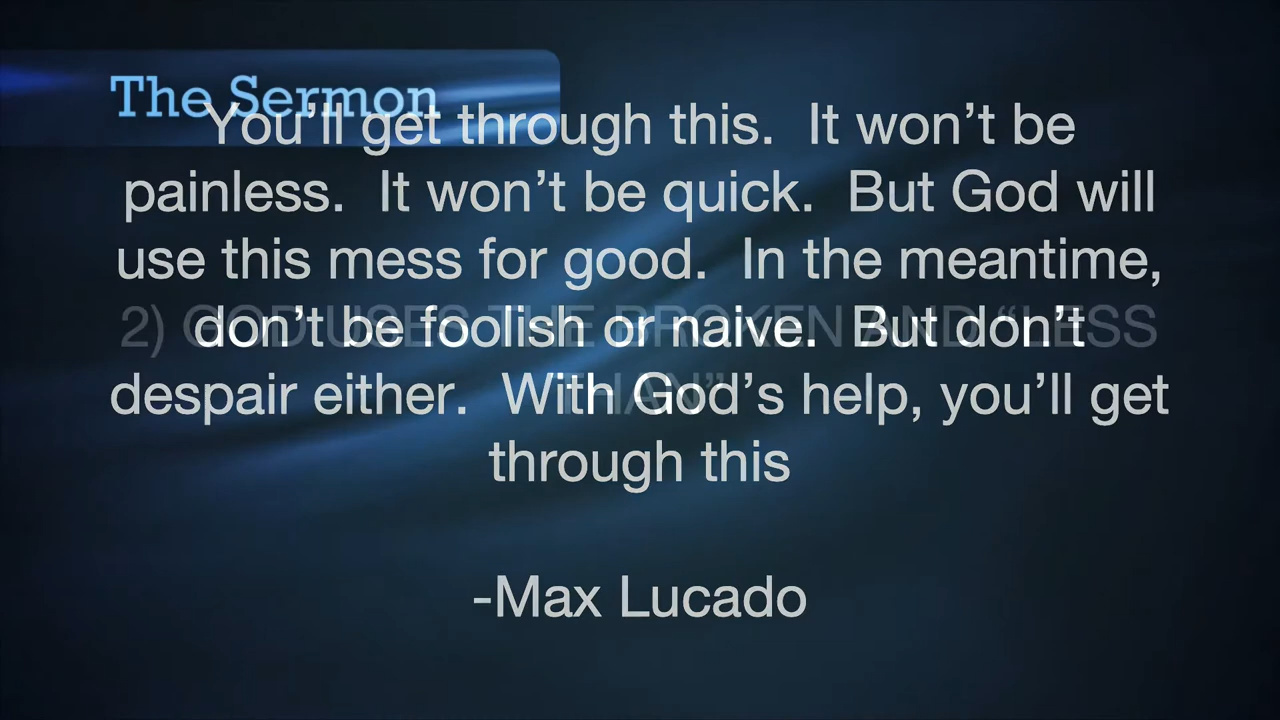 The Sermon
You'll get through this. It won't be
painless. It won't be quick. But God will
use this mess for good. In the meantime,
don't be foolish or naive. But don't
despair either. With God's help, you'll get
through this
-Max Lucado
2) GOD USES THE BROKEN AND "LESS
THAN"